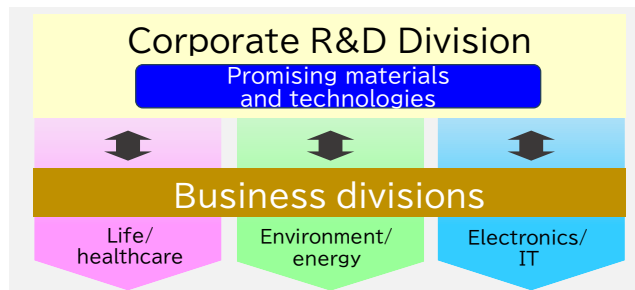 Corporate R&D Division
Promising materials
and technologies
Business divisions
Life/
healthcare
Environment/
energy
Electronics/
IT